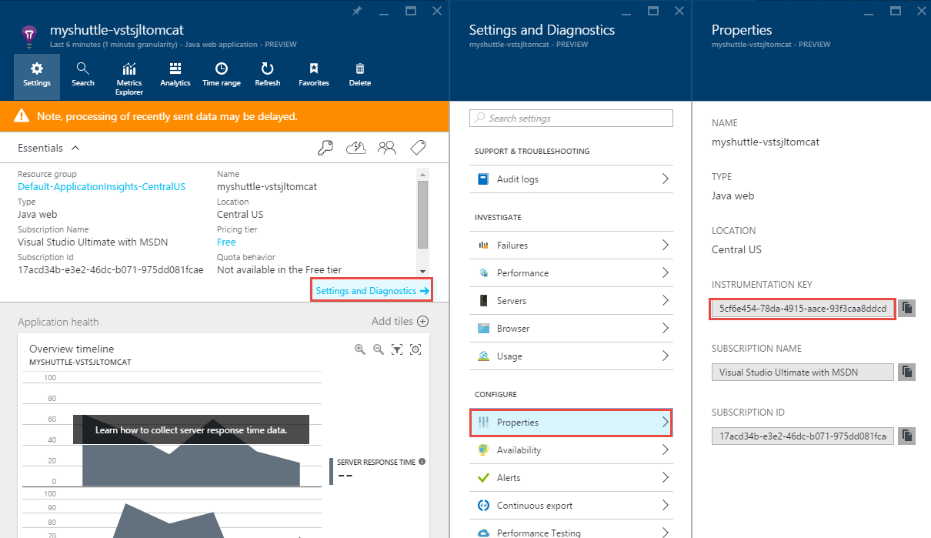 myshuttle-vstsjltomcat
Last 6 minutes (1 minute granularity) - Java web application - PREVIEW
Settings
Search
Metrics Explorer
Analytics
Time range
Refresh
Favorites
Delete
Note, processing of recently sent data may be delayed.
Essentials
Resource group
Default-ApplicationInsights-CentralUS
Type
Java web
Subscription Name
Visual Studio Ultimate with MSDN
Subscription Id
17acd34b-e3e2-46dc-b071-975dd081fcae
Name
myshuttle-vstsjltomcat
Location
Central US
Pricing tier
Free
Quota behavior
Not available in the Free tier
Settings and Diagnostics
Application health
Add tiles
Overview timeline
MYSHUTTLE-VSTSJLTOMCAT
100
80
60
40
20
0
Learn how to collect server response time data.
SERVER RESPONSE TIME
--
100
90
80
70
Settings and Diagnostics
myshuttle-vstsjltomcat - PREVIEW
Search settings
SUPPORT & TROUBLESHOOTING
Audit logs
INVESTIGATE
Failures
Performance
Servers
Browser
Usage
CONFIGURE
Properties
Availability
Alerts
Continuous export
Performance Testing
Properties
myshuttle-vstsjltomcat - PREVIEW
NAME
myshuttle-vstsjltomcat
TYPE
Java web
LOCATION
Central US
INSTRUMENTATION KEY
5cf6e454-78da-4915-aace-93f3caa8ddcd
SUBSCRIPTION NAME
Visual Studio Ultimate with MSDN
SUBSCRIPTION ID
17acd34b-e3e2-46dc-b071-975dd081fca